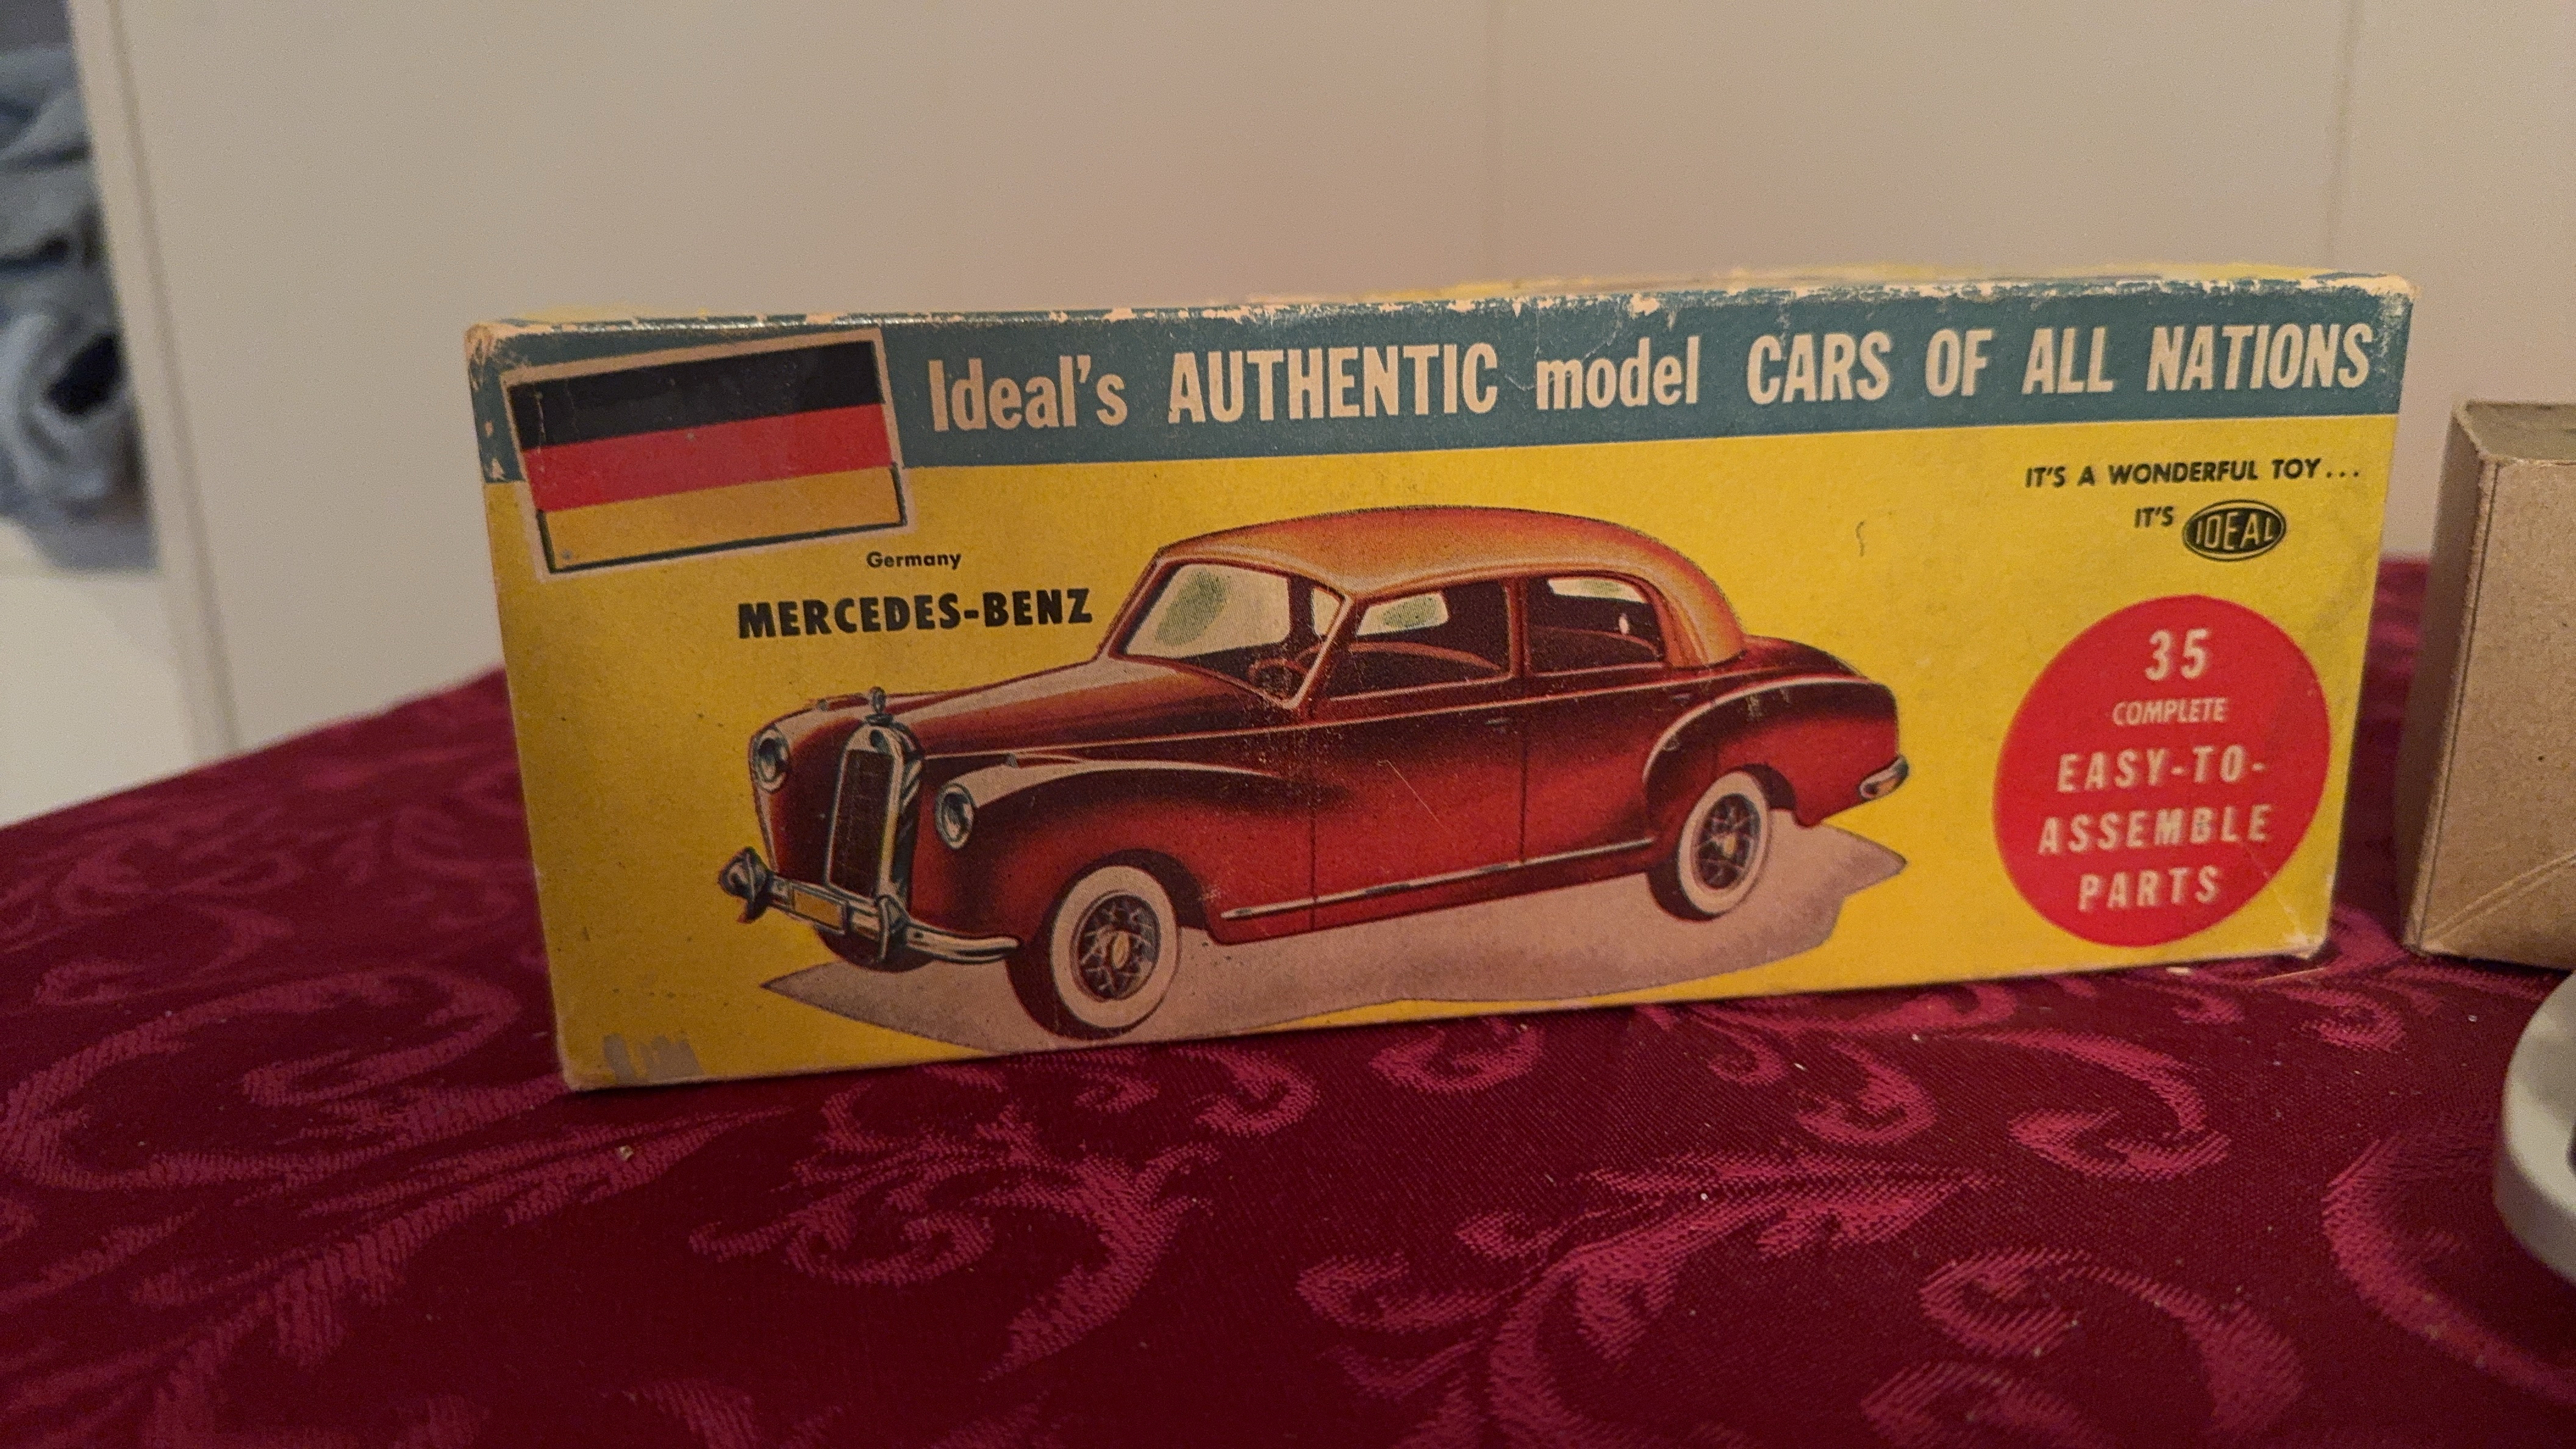 Ideal's AUTHENTIC model CARS OF ALL NATIONS
IT'S A WONDERFUL TOY...
IT'S IDEAL
Germany
MERCEDES-BENZ
35
COMPLETE
EASY-TO-
ASSEMBLE
PARTS